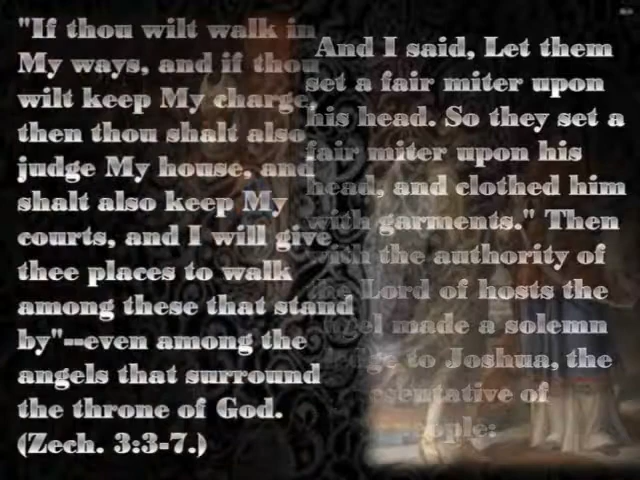 "If thou wilt walk in
My ways, and if thou
wilt keep My charge,
then thou shalt also
judge My house, and
shalt also keep My
courts, and I will give
thee places to walk
among these that stand
by"--even among the
angels that surround
the throne of God.
(Zech. 3:3-7.)
And I said, Let them
set a fair miter upon
his head. So they set a
fair miter upon his
head, and clothed him
with garments." Then
with the authority of
the Lord of hosts the
made a solemn
to Joshua, the
of